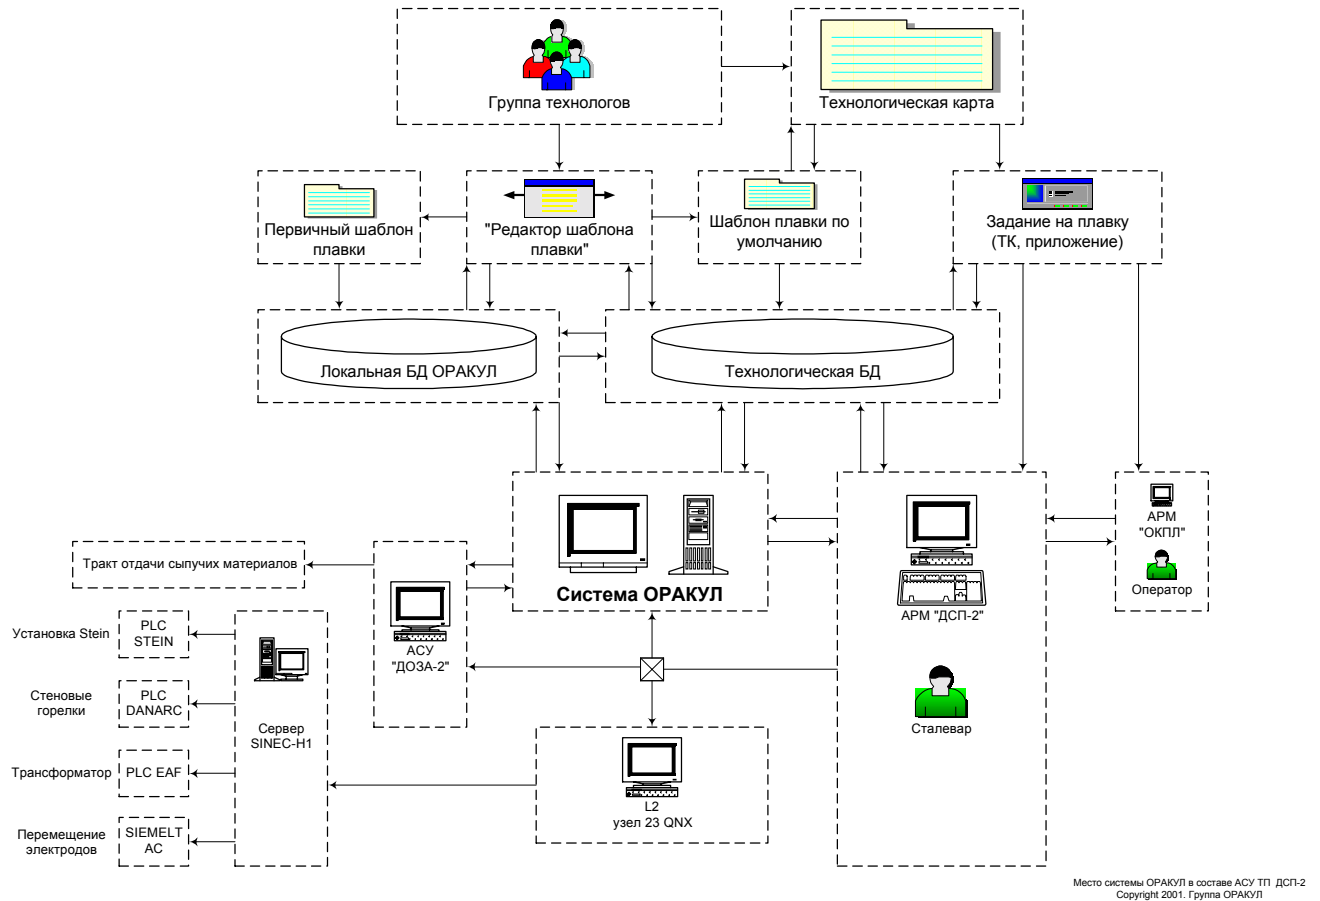 Группа технологов
Технологическая карта
Первичный шаблон
плавки
"Редактор шаблона
плавки"
Шаблон плавки по
умолчанию
Задание на плавку
(ТК, приложение)
Локальная БД ОРАКУЛ
Технологическая БД
АРМ
"ОКПЛ"
Оператор
Система ОРАКУЛ
АРМ "ДСП-2"
Сталевар
Тракт отдачи сыпучих материалов
АСУ
"ДОЗА-2"
Установка Stein
PLC
STEIN
Стеновые
горелки
PLC
DANARC
Сервер
SINEC-H1
Трансформатор
PLC EAF
Перемещение
электродов
SIEMELT
AC
L2
узел 23 QNX
Место системы ОРАКУЛ в составе АСУ ТП ДСП-2
Copyright 2001. Группа ОРАКУЛ